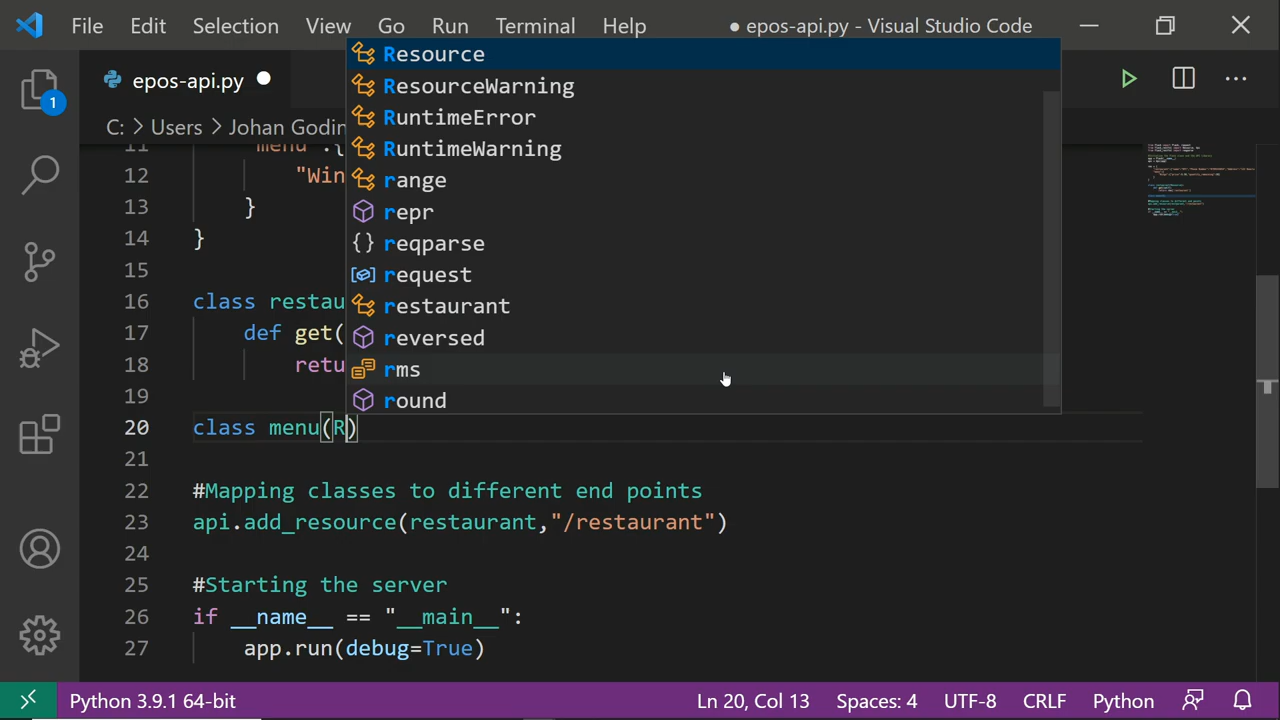 File Edit Selection View Go Run Terminal Help ● epos-api.py - Visual Studio Code
epos-api.py
C: > Users > Johan Godin
1
11 "menu":{
12 "Win
13 }
14 }
15
16 class restau
17 def get(
18 retu
19
20 class menu(R)
21
22 #Mapping classes to different end points
23 api.add_resource(restaurant,"/restaurant")
24
25 #Starting the server
26 if __name__ == "__main__":
27 app.run(debug=True)
Resource
ResourceWarning
RuntimeError
RuntimeWarning
range
repr
reqparse
request
restaurant
reversed
rms
round
Python 3.9.1 64-bit Ln 20, Col 13 Spaces: 4 UTF-8 CRLF Python